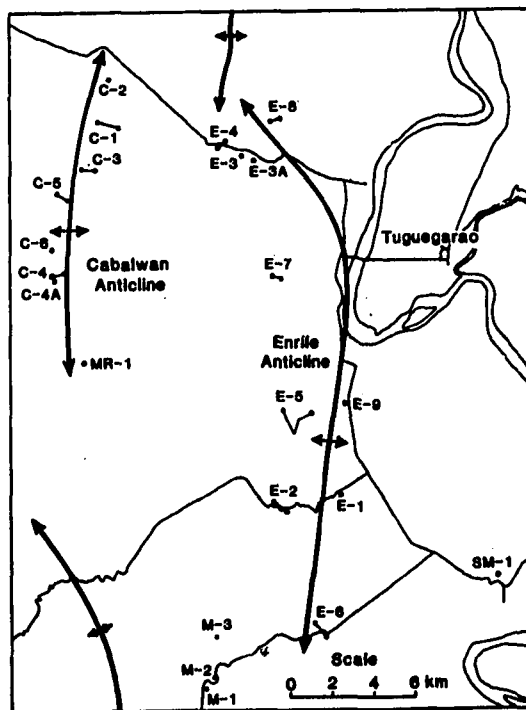 C-2
E-8
C-1
E-4
E-3
E-3A
C-3
C-5
Tuguegarao
C-6
Cabalwan
Anticline
C-4
C-4A
E-7
Enrile
Anticline
MR-1
E-5
E-9
E-2
E-1
SM-1
E-6
M-3
Scale
M-2
M-1
0 2 4 6 km